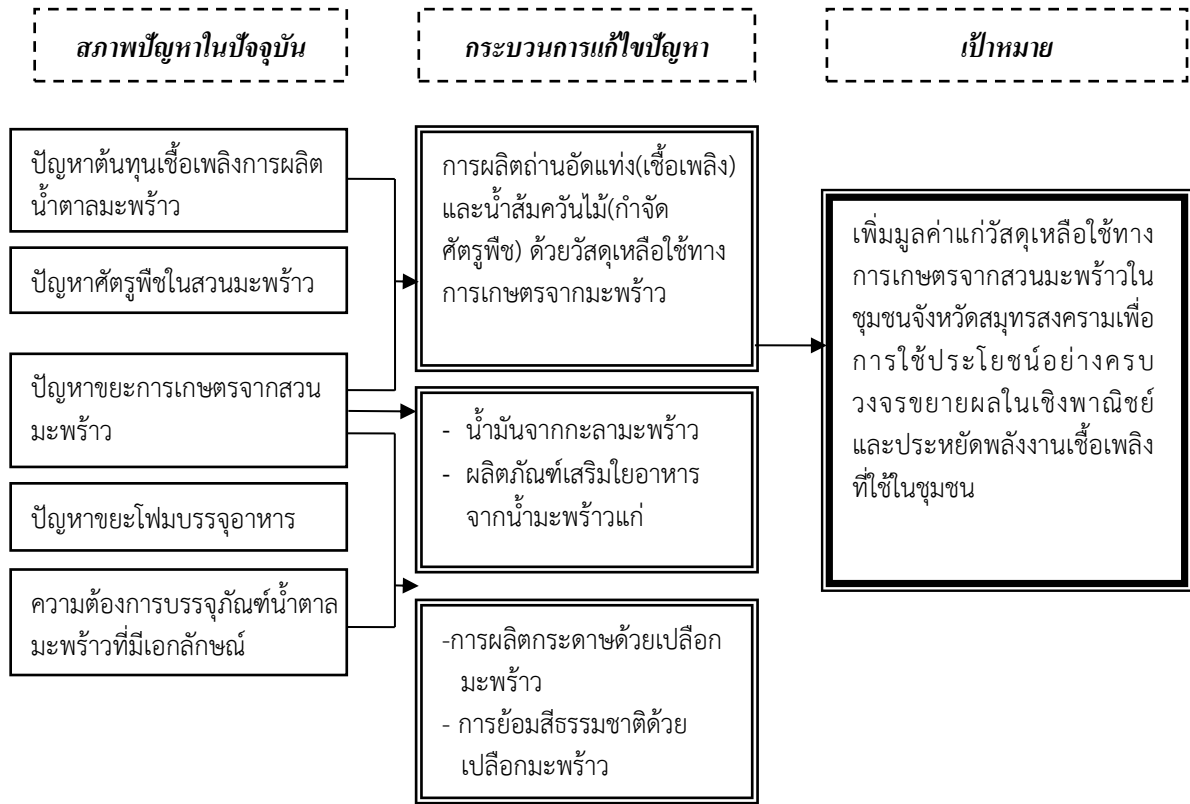 สภาพปัญหาในปัจจุบัน
กระบวนการแก้ไขปัญหา
เป้าหมาย
ปัญหาต้นทุนเชื้อเพลิงการผลิต
น้ำตาลมะพร้าว
ปัญหาศัตรูพืชในสวนมะพร้าว
ปัญหาขยะการเกษตรจากสวน
มะพร้าว
ปัญหาขยะโฟมบรรจุอาหาร
ความต้องการบรรจุภัณฑ์น้ำตาล
มะพร้าวที่มีเอกลักษณ์
การผลิตถ่านอัดแท่ง(เชื้อเพลิง)
และน้ำส้มควันไม้(กำจัด
ศัตรูพืช) ด้วยวัสดุเหลือใช้ทาง
การเกษตรจากมะพร้าว
- น้ำมันจากกะลามะพร้าว
- ผลิตภัณฑ์เสริมใยอาหาร
จากน้ำมะพร้าวแก่
-การผลิตกระดาษด้วยเปลือก
มะพร้าว
- การย้อมสีธรรมชาติด้วย
เปลือกมะพร้าว
เพิ่มมูลค่าแก่วัสดุเหลือใช้ทาง
การเกษตรจากสวนมะพร้าวใน
ชุมชนจังหวัดสมุทรสงครามเพื่อ
การใช้ประโยชน์อย่างครบ
วงจรขยายผลในเชิงพาณิชย์
และประหยัดพลังงานเชื้อเพลิง
ที่ใช้ในชุมชน